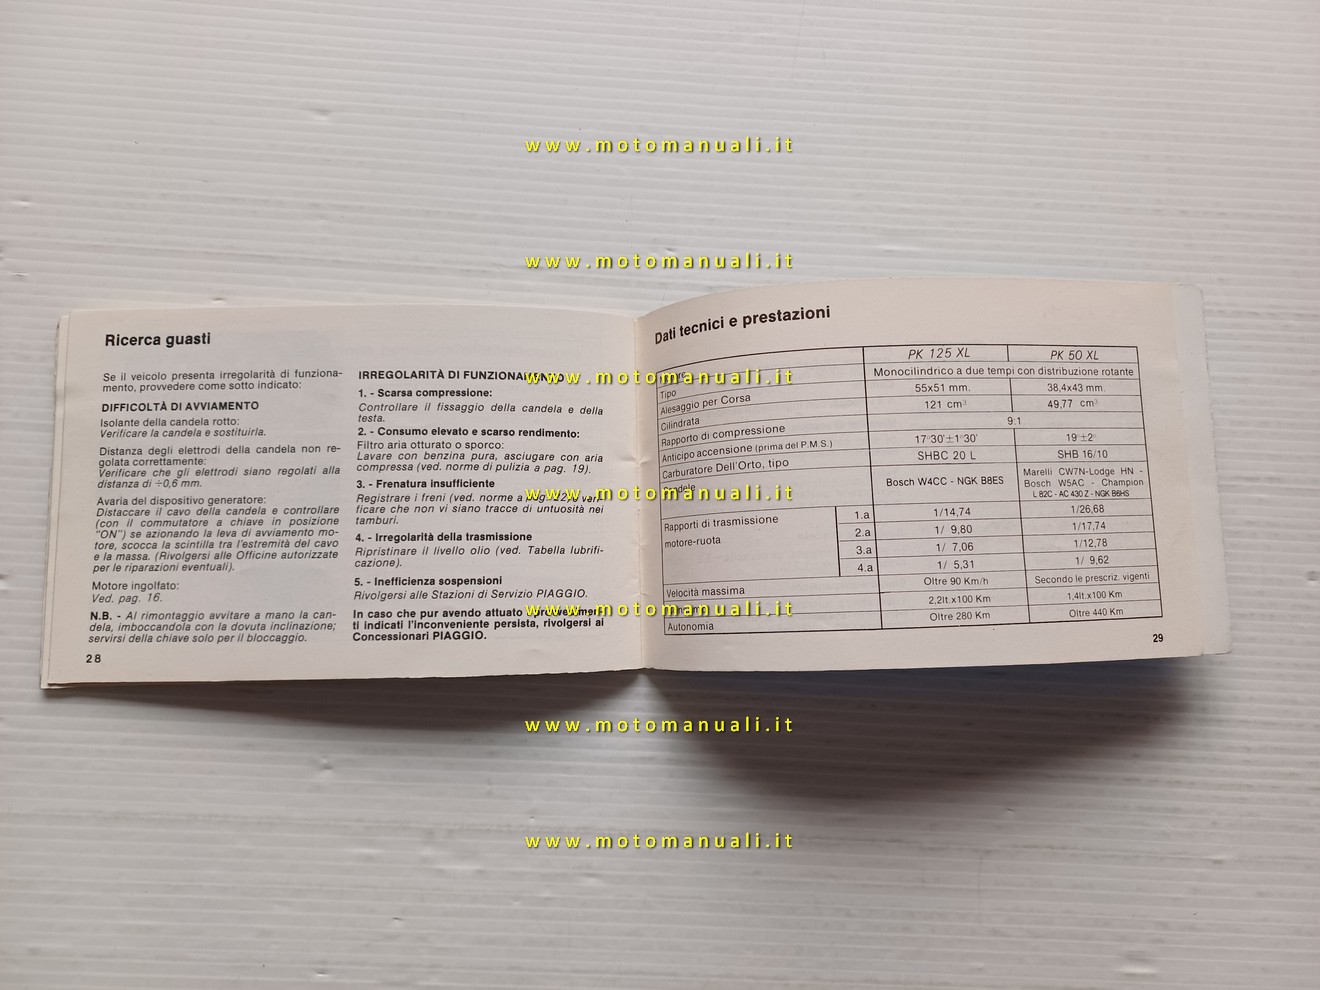 www.motomanuali.it
www.motomanuali.it
Ricerca guasti
Se il veicolo presenta irregolarità di funziona-
mento, provvedere come sotto indicato:
DIFFICOLTÀ DI AVVIAMENTO
Isolante della candela rotto:
Verificare la candela e sostituirla.
Distanza degli elettrodi della candela non re-
golata correttamente:
Verificare che gli elettrodi siano regolati alla
distanza di ÷0,6 mm.
Avaria del dispositivo generatore:
Distaccare il cavo della candela e controllare
(con il commutatore a chiave in posizione
"ON") se azionando la leva di avviamento mo-
tore, scocca la scintilla tra l'estremità del cavo
e la massa. (Rivolgersi alle Officine autorizzate
per le riparazioni eventuali).
Motore ingolfato:
Ved. pag. 16.
N.B. - Al rimontaggio avvitare a mano la can-
dela, imboccandola con la dovuta inclinazione;
servirsi della chiave solo per il bloccaggio.
28
IRREGOLARITÀ DI FUNZIONAMENTO
www.motomanuali.it
1. - Scarsa compressione:
Controllare il fissaggio della candela e della
testa.
2. - Consumo elevato e scarso rendimento:
Filtro aria otturato o sporco:
Lavare con benzina pura, asciugare con aria
compressa (ved. norme di pulizia a pag. 19).
3. - Frenatura insufficiente
Registrare i freni (ved. norme a
www.motomanuali.it
ficare che non vi siano tracce di untuosità nei
tamburi.
4. - Irregolarità della trasmissione
Ripristinare il livello olio (ved. Tabella lubrifi-
cazione).
5. - Inefficienza sospensioni
Rivolgersi alle Stazioni di Servizio PIAGGIO.
In caso che pur avendo attuato i provvedimen-
www.motomanuali.it
ti indicati l'inconveniente persista, rivolgersi ai
Concessionari PIAGGIO.
Dati tecnici e prestazioni
PK 125 XL PK 50 XL
Tipo Monocilindrico a due tempi con distribuzione rotante
Alesaggio per Corsa 55x51 mm. 38,4x43 mm.
Cilindrata 121 cm³ 49,77 cm³
Rapporto di compressione 9:1
Anticipo accensione (prima del P.M.S.) 17°30'±1°30' 19°±2°
Carburatore Dell'Orto, tipo SHBC 20 L SHB 16/10
Candele Bosch W4CC - NGK B8ES Marelli CW7N-Lodge HN -
Bosch W5AC - Champion
L 82C - AC 430 Z - NGK B6HS
Rapporti di trasmissione
motore-ruota
1.a 1/14,74 1/26,68
2.a 1/ 9,80 1/17,74
3.a 1/ 7,06 1/12,78
4.a 1/ 5,31 1/ 9,62
Velocità massima Oltre 90 Km/h Secondo le prescriz. vigenti
2,2lt.x100 Km 1,4lt.x100 Km
Autonomia Oltre 280 Km Oltre 440 Km
29
www.motomanuali.it
www.motomanuali.it